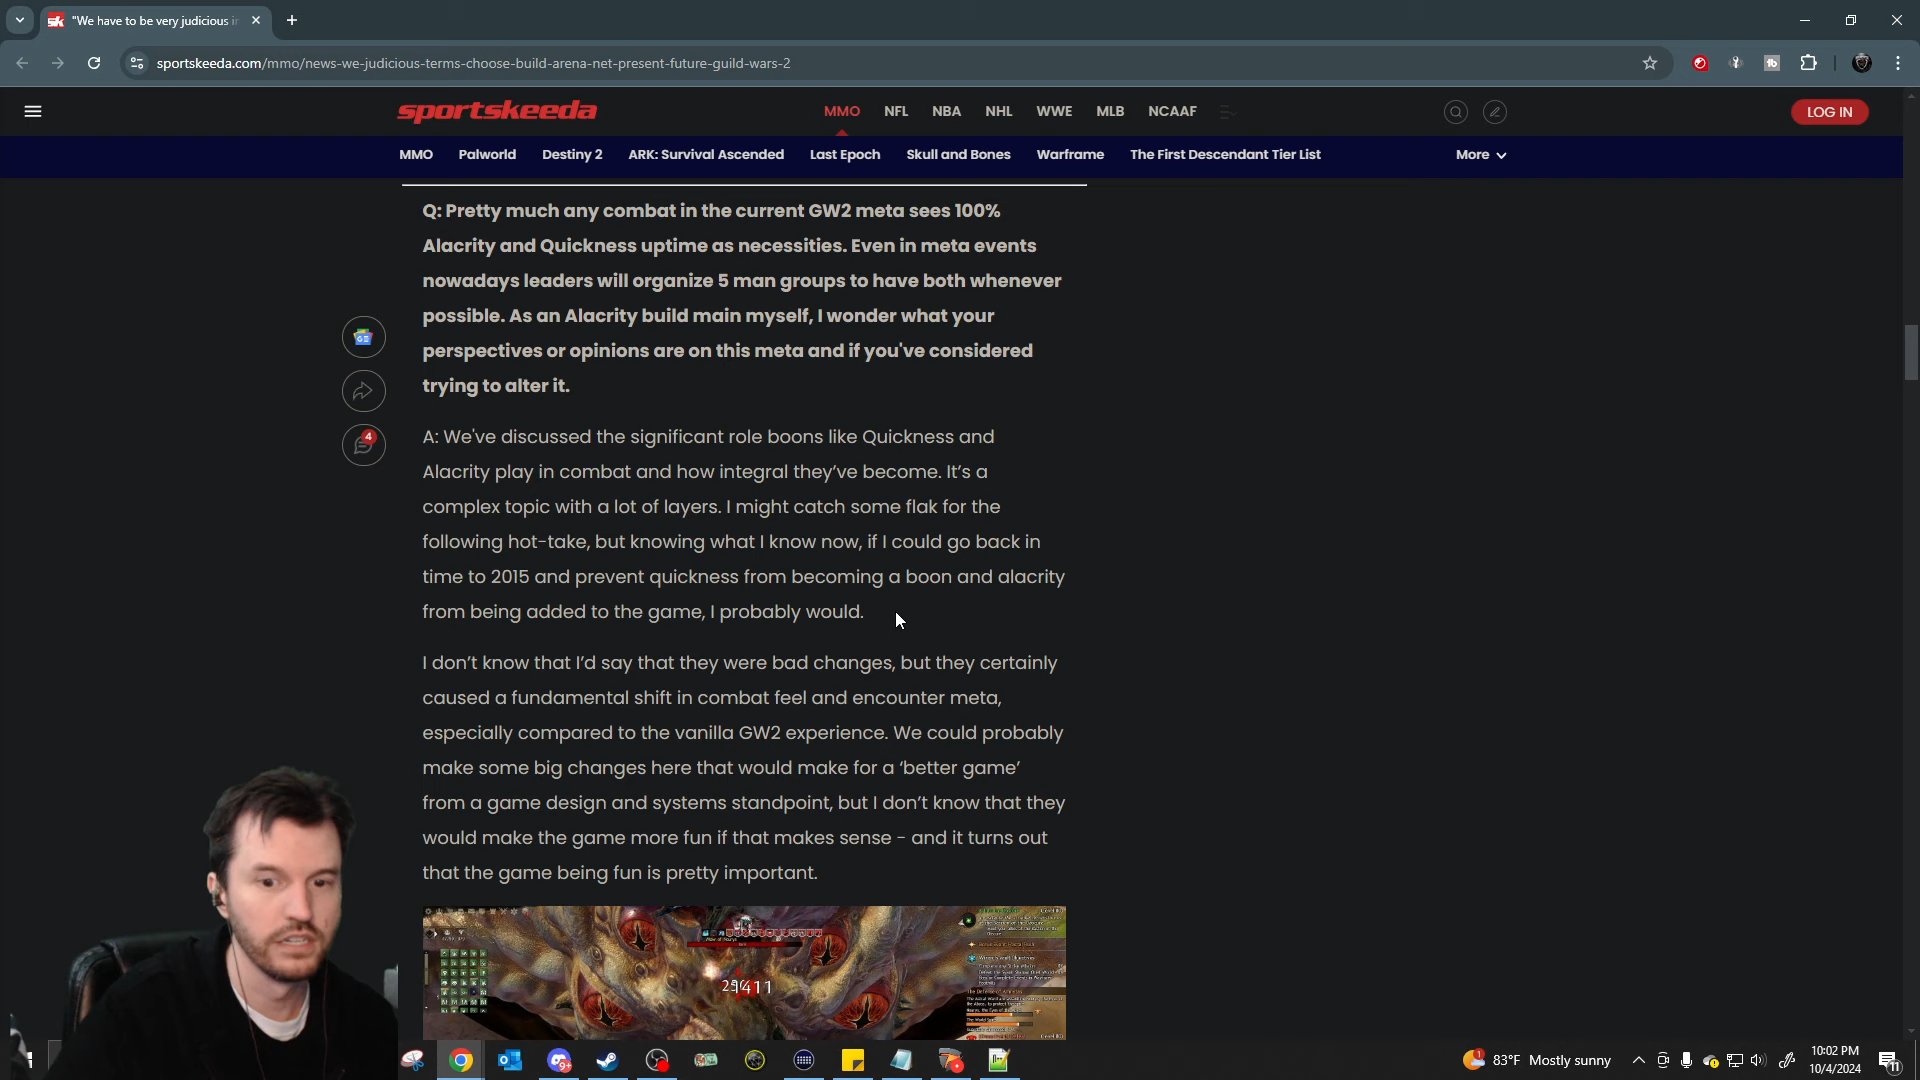 "We have to be very judicious i
sportskeeda.com/mmo/news-we-judicious-terms-choose-build-arena-net-present-future-guild-wars-2
sportskeeda
MMO NFL NBA NHL WWE MLB NCAAF
LOG IN
MMO Palworld Destiny 2 ARK: Survival Ascended Last Epoch Skull and Bones Warframe The First Descendant Tier List More
Q: Pretty much any combat in the current GW2 meta sees 100%
Alacrity and Quickness uptime as necessities. Even in meta events
nowadays leaders will organize 5 man groups to have both whenever
possible. As an Alacrity build main myself, I wonder what your
perspectives or opinions are on this meta and if you've considered
trying to alter it.
4
A: We've discussed the significant role boons like Quickness and
Alacrity play in combat and how integral they've become. It's a
complex topic with a lot of layers. I might catch some flak for the
following hot-take, but knowing what I know now, if I could go back in
time to 2015 and prevent quickness from becoming a boon and alacrity
from being added to the game, I probably would.
I don't know that I'd say that they were bad changes, but they certainly
caused a fundamental shift in combat feel and encounter meta,
especially compared to the vanilla GW2 experience. We could probably
make some big changes here that would make for a ‘better game’
from a game design and systems standpoint, but I don't know that they
would make the game more fun if that makes sense - and it turns out
that the game being fun is pretty important.
83°F Mostly sunny
10:02 PM
10/4/2024